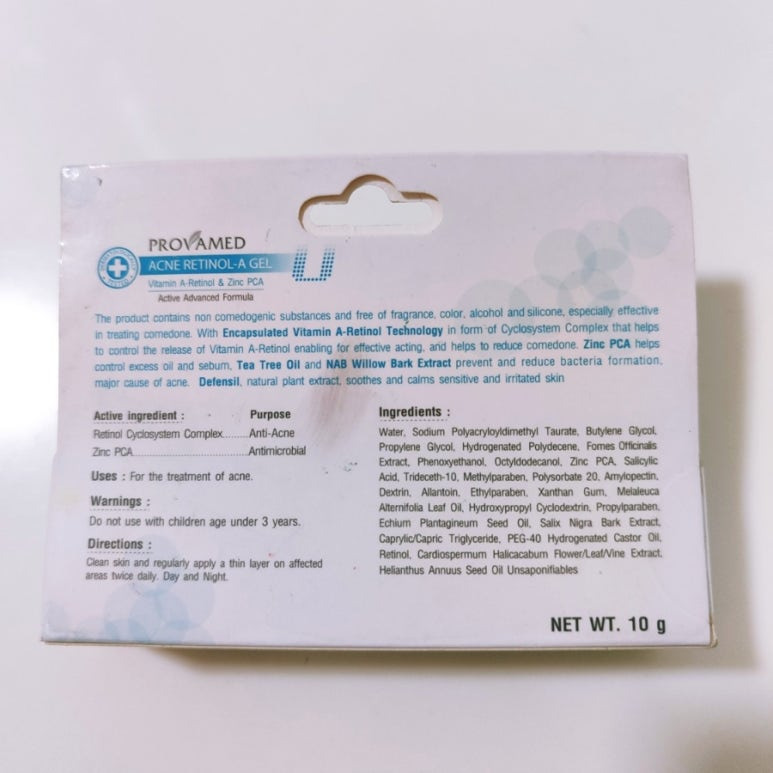 PROVAMED
ACNE RETINOL-A GEL
Vitamin A-Retinol & Zinc PCA
Active Advanced Formula
The product contains non comedogenic substances and free of fragrance, color, alcohol and silicone, especially effective
in treating comedone. With Encapsulated Vitamin A-Retinol Technology in form of Cyclosystem Complex that helps
to control the release of Vitamin A-Retinol enabling for effective acting, and helps to reduce comedone. Zinc PCA helps
control excess oil and sebum, Tea Tree Oil and NAB Willow Bark Extract prevent and reduce bacteria formation,
major cause of acne. Defensil, natural plant extract, soothes and calms sensitive and irritated skin
Active ingredient : Purpose
Retinol Cyclosystem Complex.......Anti-Acne
Zinc PCA................................Antimicrobial
Uses : For the treatment of acne.
Warnings :
Do not use with children age under 3 years.
Directions :
Clean skin and regularly apply a thin layer on affected
areas twice daily. Day and Night.
Ingredients :
Water, Sodium Polyacryloyldimethyl Taurate, Butylene Glycol,
Propylene Glycol, Hydrogenated Polydecene, Fomes Officinalis
Extract, Phenoxyethanol, Octyldodecanol, Zinc PCA, Salicylic
Acid, Trideceth-10, Methylparaben, Polysorbate 20, Amylopectin,
Dextrin, Allantoin, Ethylparaben, Xanthan Gum, Melaleuca
Alternifolia Leaf Oil, Hydroxypropyl Cyclodextrin, Propylparaben,
Echium Plantagineum Seed Oil, Salix Nigra Bark Extract,
Caprylic/Capric Triglyceride, PEG-40 Hydrogenated Castor Oil,
Retinol, Cardiospermum Halicacabum Flower/Leaf/Vine Extract,
Helianthus Annuus Seed Oil Unsaponifiables
NET WT. 10 g